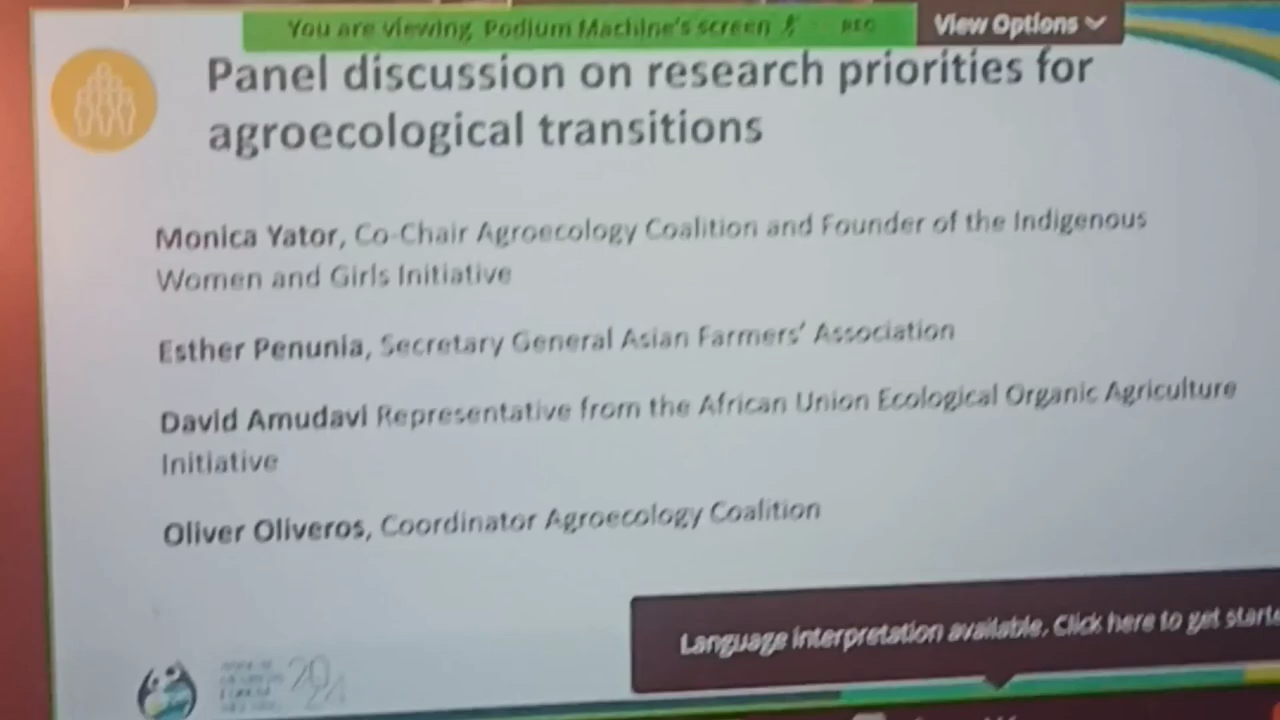 You are viewing Podium Machine's screen
REC
View Options
Panel discussion on research priorities for
agroecological transitions
Monica Yator, Co-Chair Agroecology Coalition and Founder of the Indigenous
Women and Girls Initiative
Esther Penunia, Secretary General Asian Farmers' Association
David Amudavi Representative from the African Union Ecological Organic Agriculture
Initiative
Oliver Oliveros, Coordinator Agroecology Coalition
Language interpretation available. Click here to get starte
2024